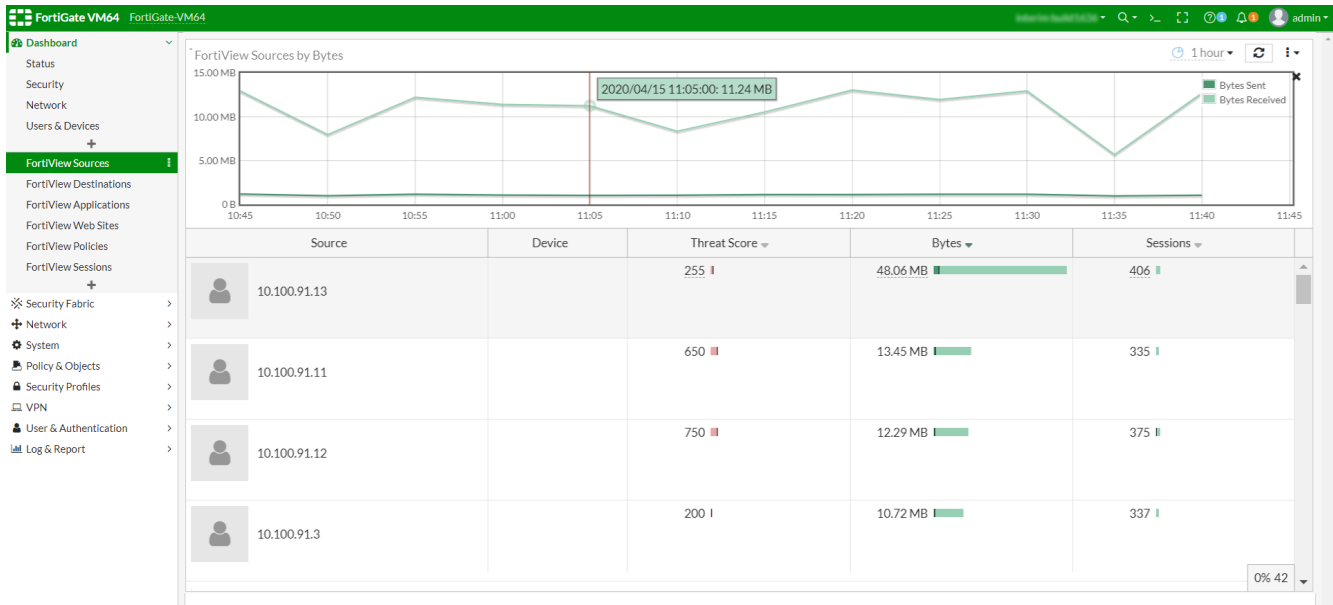 FortiGate VM64 FortiGate-VM64
1 1 admin
Dashboard
Status
Security
Network
Users & Devices
FortiView Sources
FortiView Destinations
FortiView Applications
FortiView Web Sites
FortiView Policies
FortiView Sessions
Security Fabric
Network
System
Policy & Objects
Security Profiles
VPN
User & Authentication
Log & Report
FortiView Sources by Bytes
1 hour
15.00 MB
10.00 MB
5.00 MB
0 B
2020/04/15 11:05:00: 11.24 MB
Bytes Sent
Bytes Received
10:45 10:50 10:55 11:00 11:05 11:10 11:15 11:20 11:25 11:30 11:35 11:40 11:45
Source Device Threat Score Bytes Sessions
10.100.91.13 255 48.06 MB 406
10.100.91.11 650 13.45 MB 335
10.100.91.12 750 12.29 MB 375
10.100.91.3 200 10.72 MB 337
0% 42